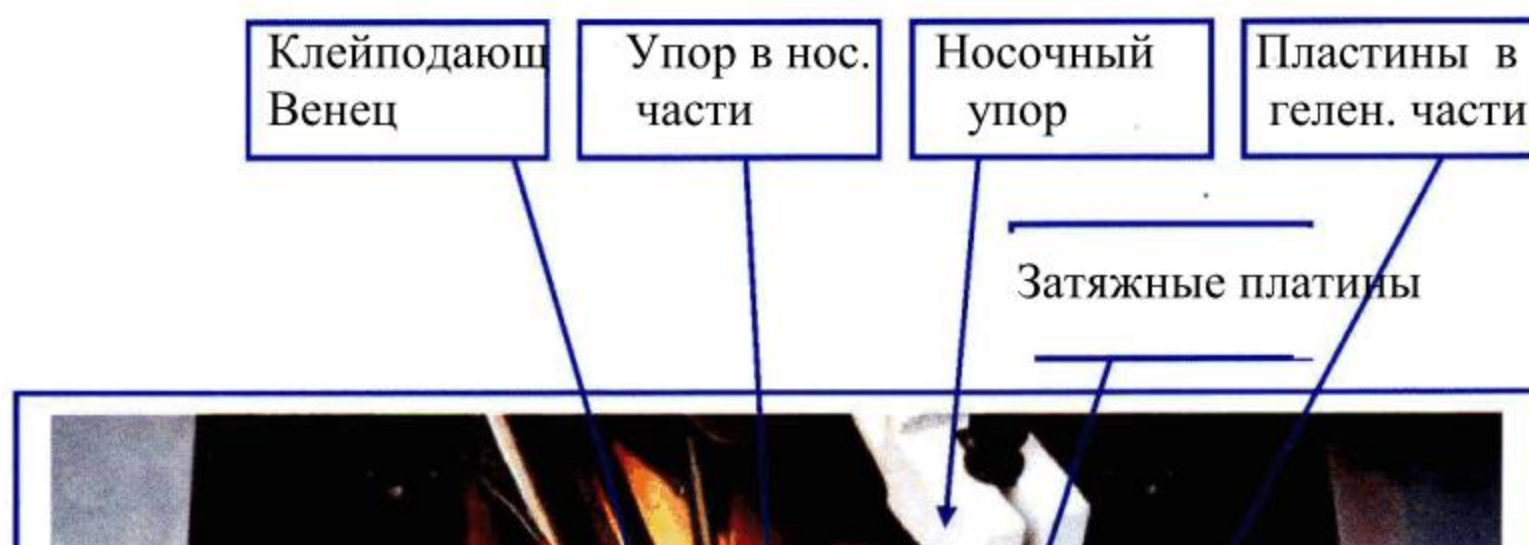 Клейподающ
Венец
Упор в нос.
части
Носочный
упор
Пластины в
гелен. части
Затяжные платины